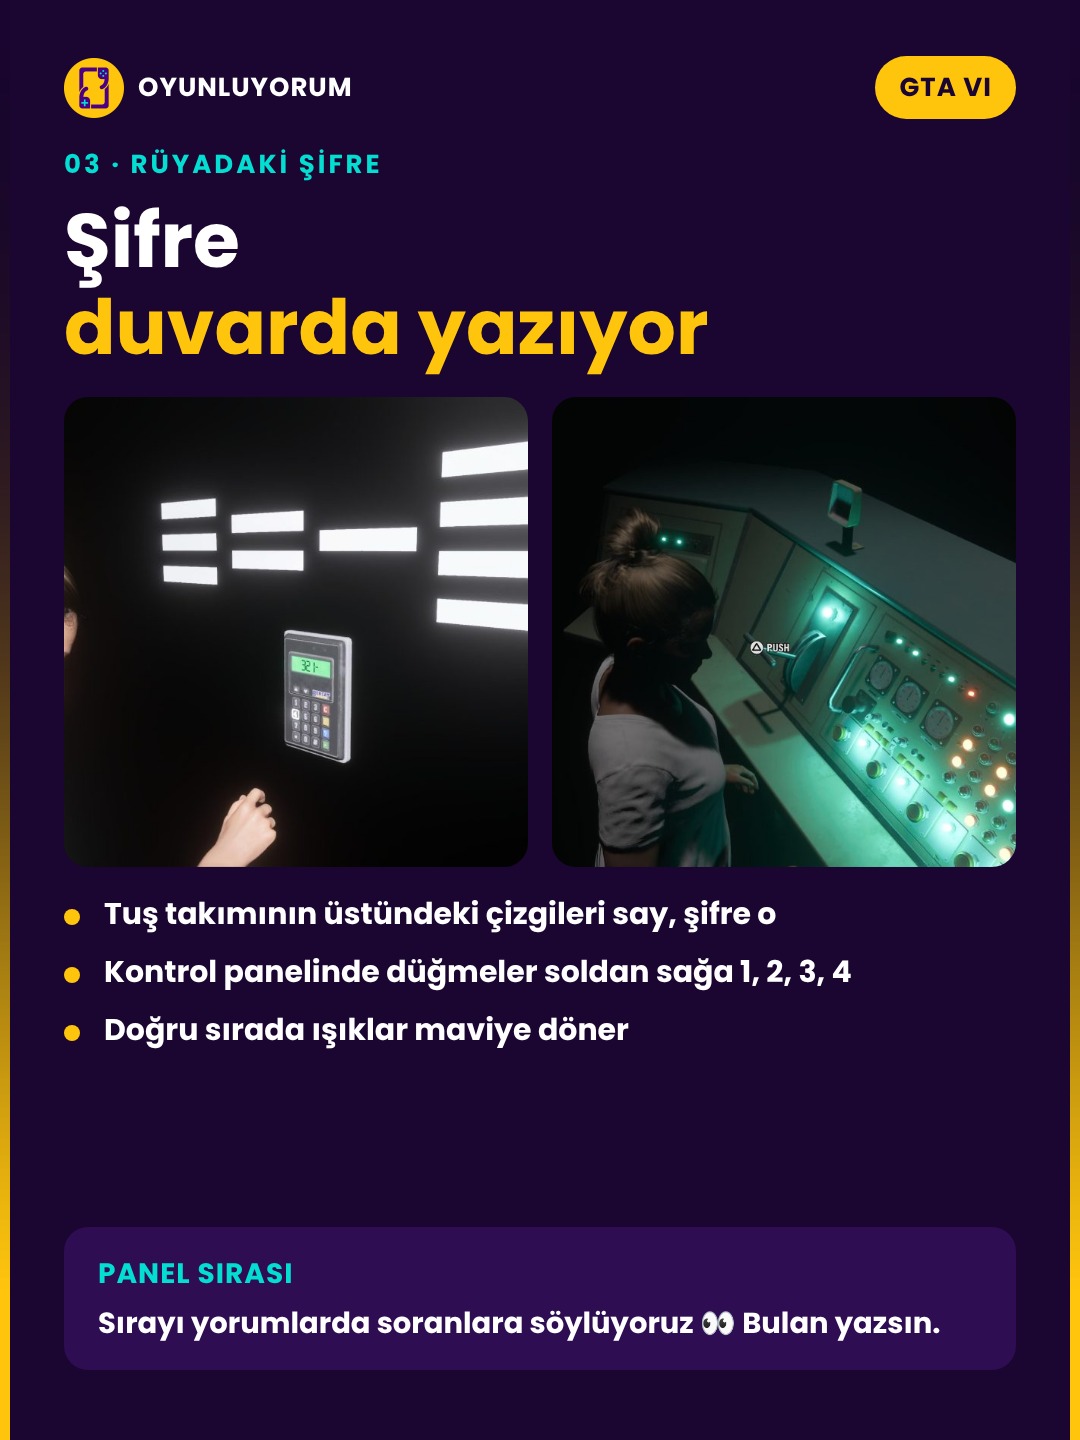 OYUNLUYORUM
GTA VI
03 · RÜYADAKİ ŞİFRE
Şifre
duvarda yazıyor
321-
PUSH
Tuş takımının üstündeki çizgileri say, şifre o
Kontrol panelinde düğmeler soldan sağa 1, 2, 3, 4
Doğru sırada ışıklar maviye döner
PANEL SIRASI
Sırayı yorumlarda soranlara söylüyoruz 👀 Bulan yazsın.